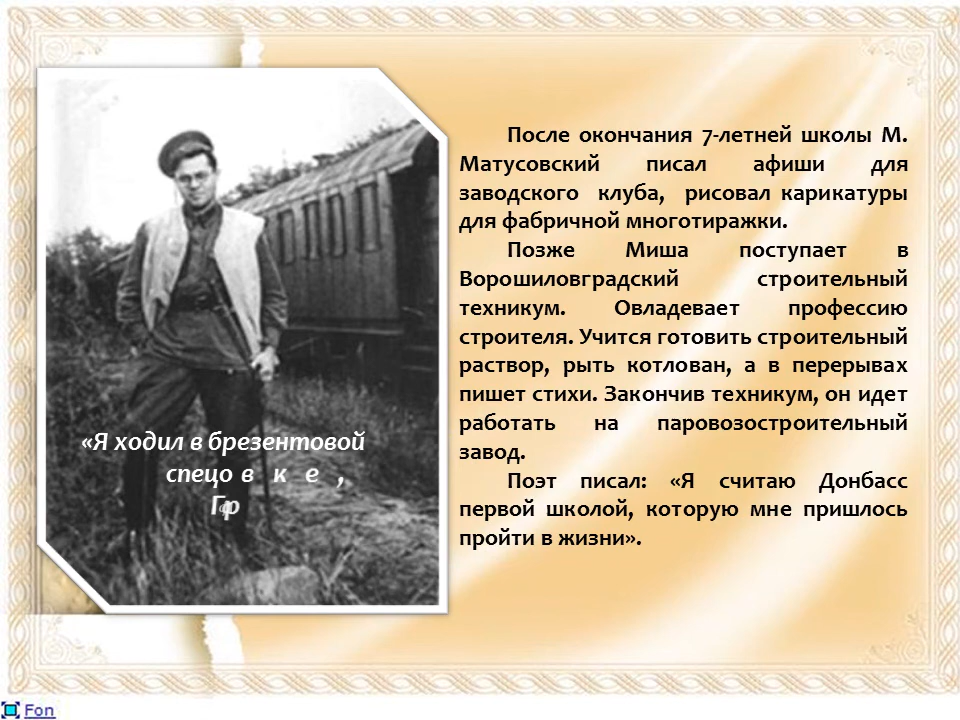 После окончания 7-летней школы М.
Матусовский писал афиши для
заводского клуба, рисовал карикатуры
для фабричной многотиражки.
Позже Миша поступает в
Ворошиловградский строительный
техникум. Овладевает профессию
строителя. Учится готовить строительный
раствор, рыть котлован, а в перерывах
пишет стихи. Закончив техникум, он идет
работать на паровозостроительный
завод.
Поэт писал: «Я считаю Донбасс
первой школой, которую мне пришлось
пройти в жизни».
«Я ходил в брезентовой
спецо в к е ,
Fon